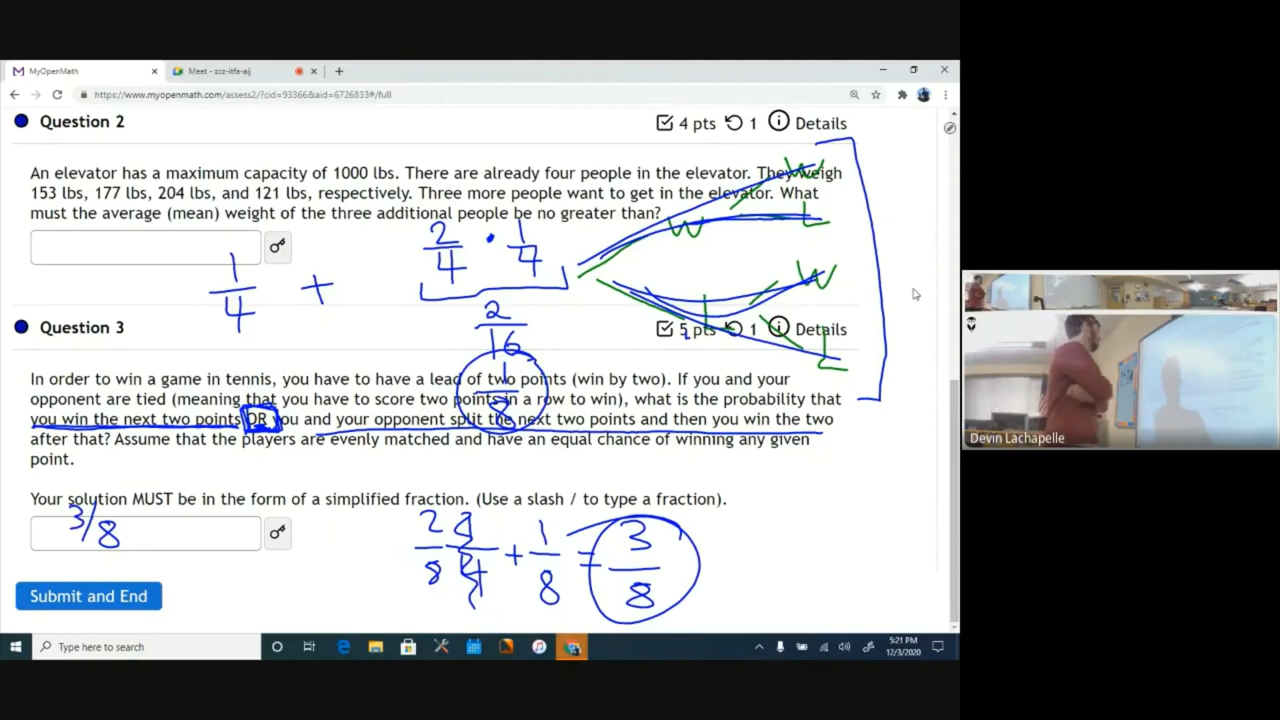 MyOpenMath
Meet - zcz-itfa-aij
https://www.myopenmath.com/assess2/?cid=93366&aid=6726833#/full
Question 2
4 pts 1 Details
An elevator has a maximum capacity of 1000 lbs. There are already four people in the elevator. They weigh
153 lbs, 177 lbs, 204 lbs, and 121 lbs, respectively. Three more people want to get in the elevator. What
must the average (mean) weight of the three additional people be no greater than?
W
W L
W
L
L
1/4 + 2/4 · 1/4
2/16
1/8
Question 3
5 pts 1 Details
In order to win a game in tennis, you have to have a lead of two points (win by two). If you and your
opponent are tied (meaning that you have to score two points in a row to win), what is the probability that
you win the next two points OR you and your opponent split the next two points and then you win the two
after that? Assume that the players are evenly matched and have an equal chance of winning any given
point.
Your solution MUST be in the form of a simplified fraction. (Use a slash / to type a fraction).
3/8
2/8 + 1/8 = 3/8
Submit and End
Devin Lachapelle
Type here to search
5:21 PM
12/3/2020